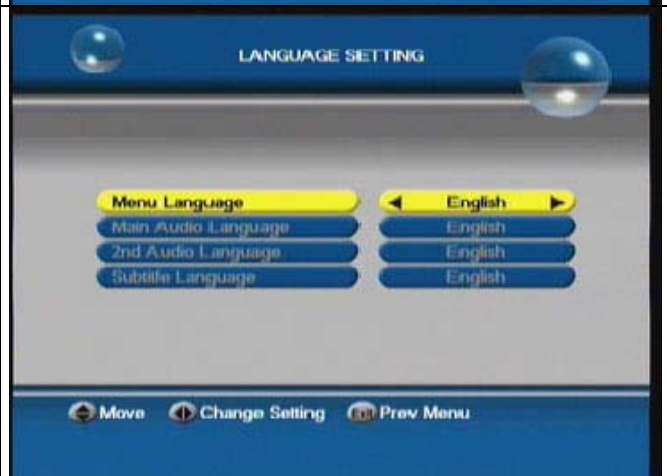 LANGUAGE SETTING
Menu Language English
Main Audio Language English
2nd Audio Language English
Subtitle Language English
Move Change Setting Prev Menu